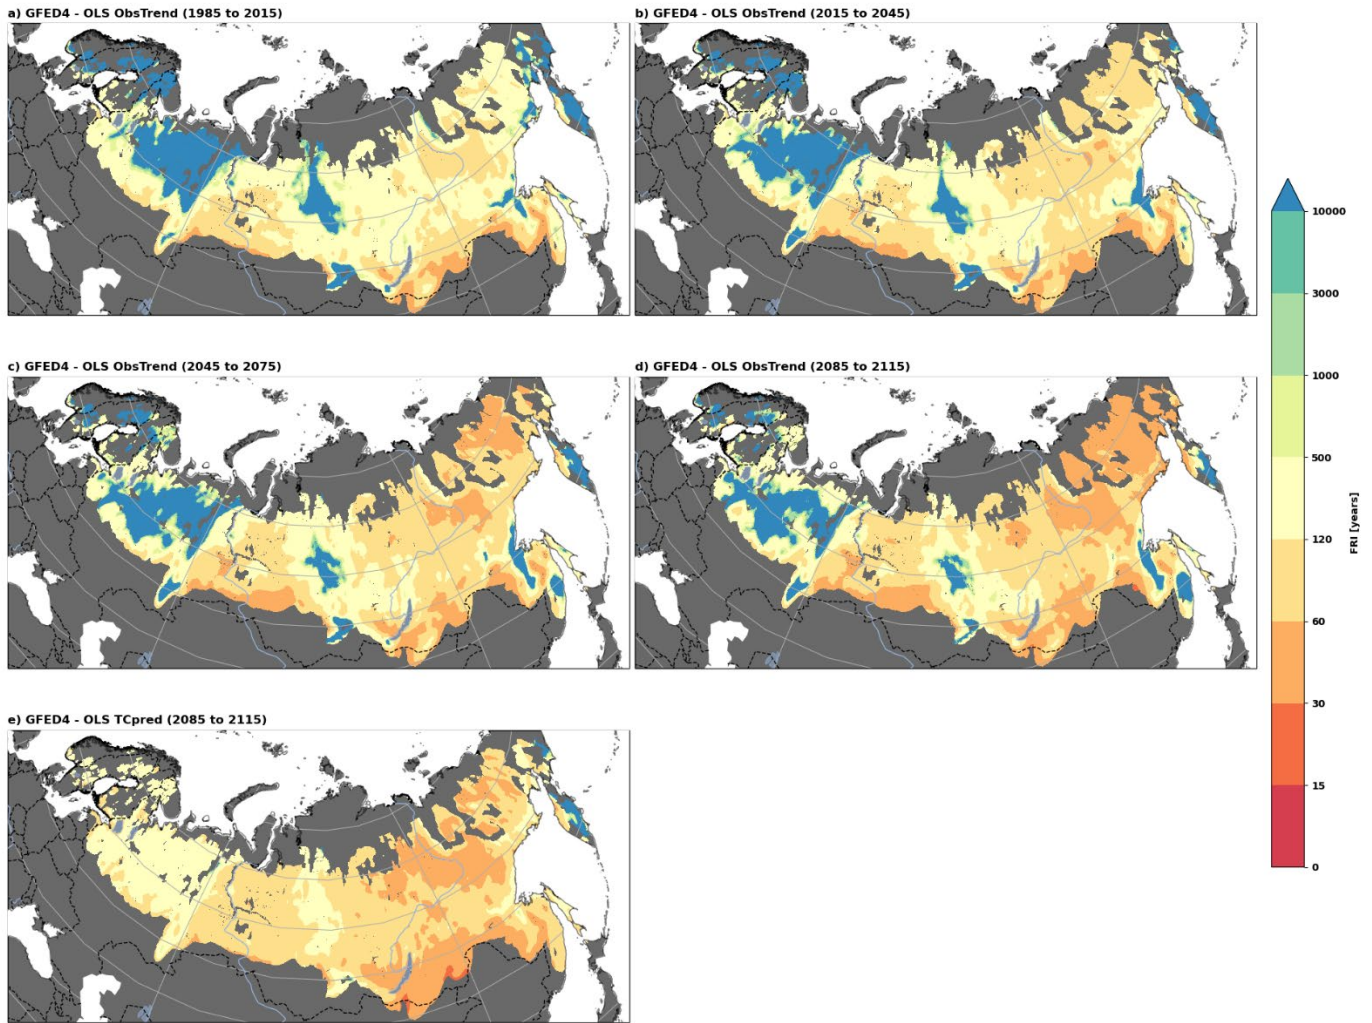 a) GFED4 - OLS ObsTrend (1985 to 2015)
b) GFED4 - OLS ObsTrend (2015 to 2045)
c) GFED4 - OLS ObsTrend (2045 to 2075)
d) GFED4 - OLS ObsTrend (2085 to 2115)
e) GFED4 - OLS TCpred (2085 to 2115)
10000
3000
1000
500
120
60
30
15
0
FRI [years]